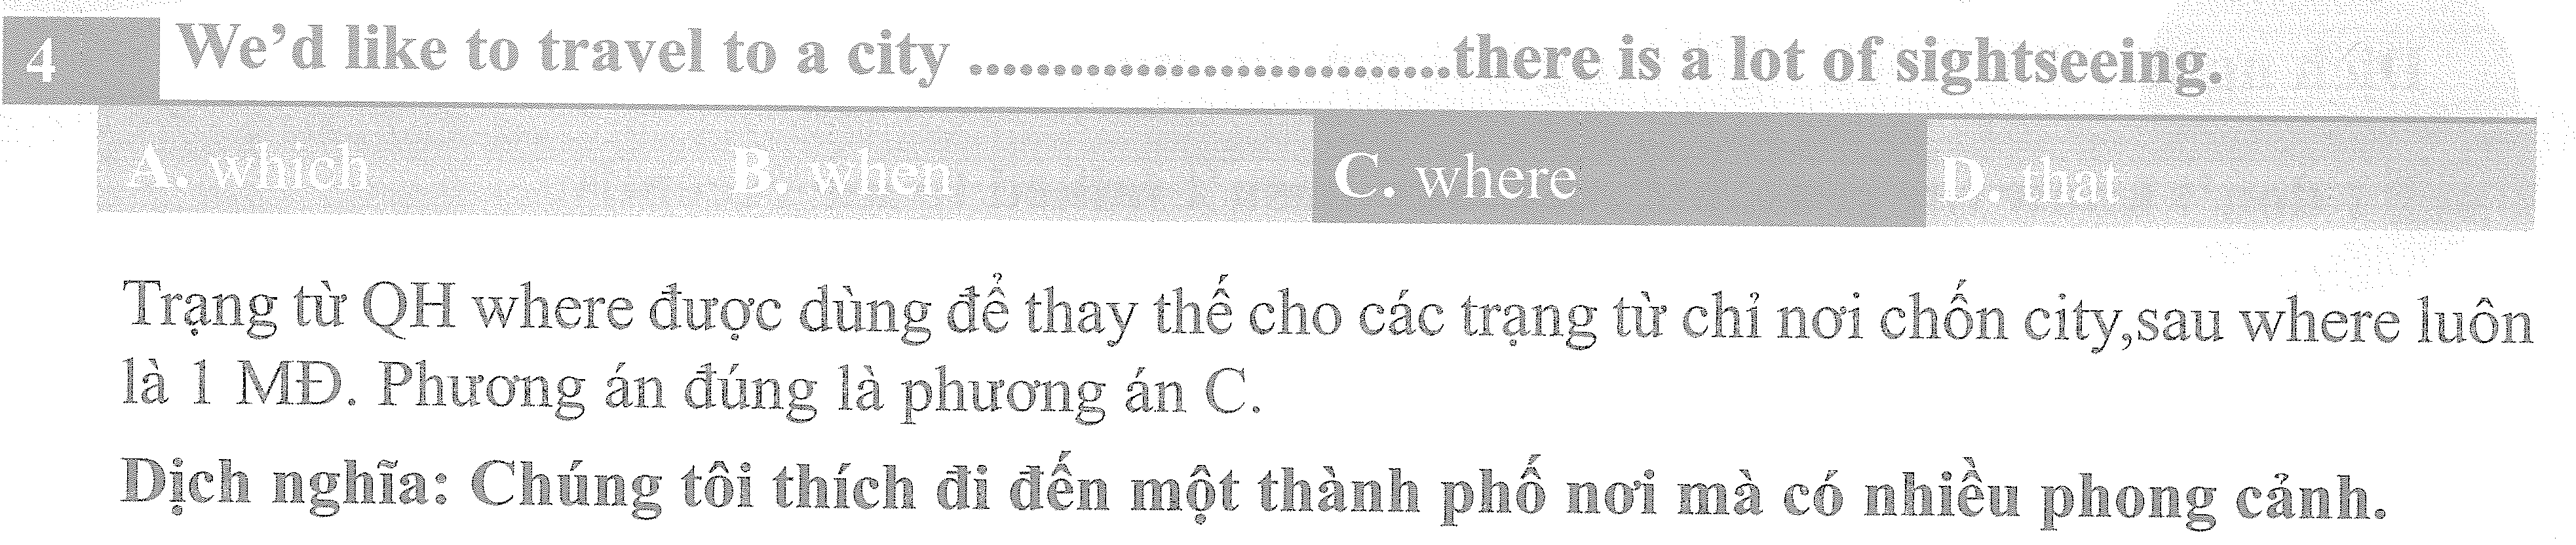 4 We'd like to travel to a city .............................there is a lot of sightseeing.
A. which B. when C. where D. that
Trạng từ QH where được dùng để thay thế cho các trạng từ chỉ nơi chốn city,sau where luôn
là 1 MĐ. Phương án đúng là phương án C.
Dịch nghĩa: Chúng tôi thích đi đến một thành phố nơi mà có nhiều phong cảnh.